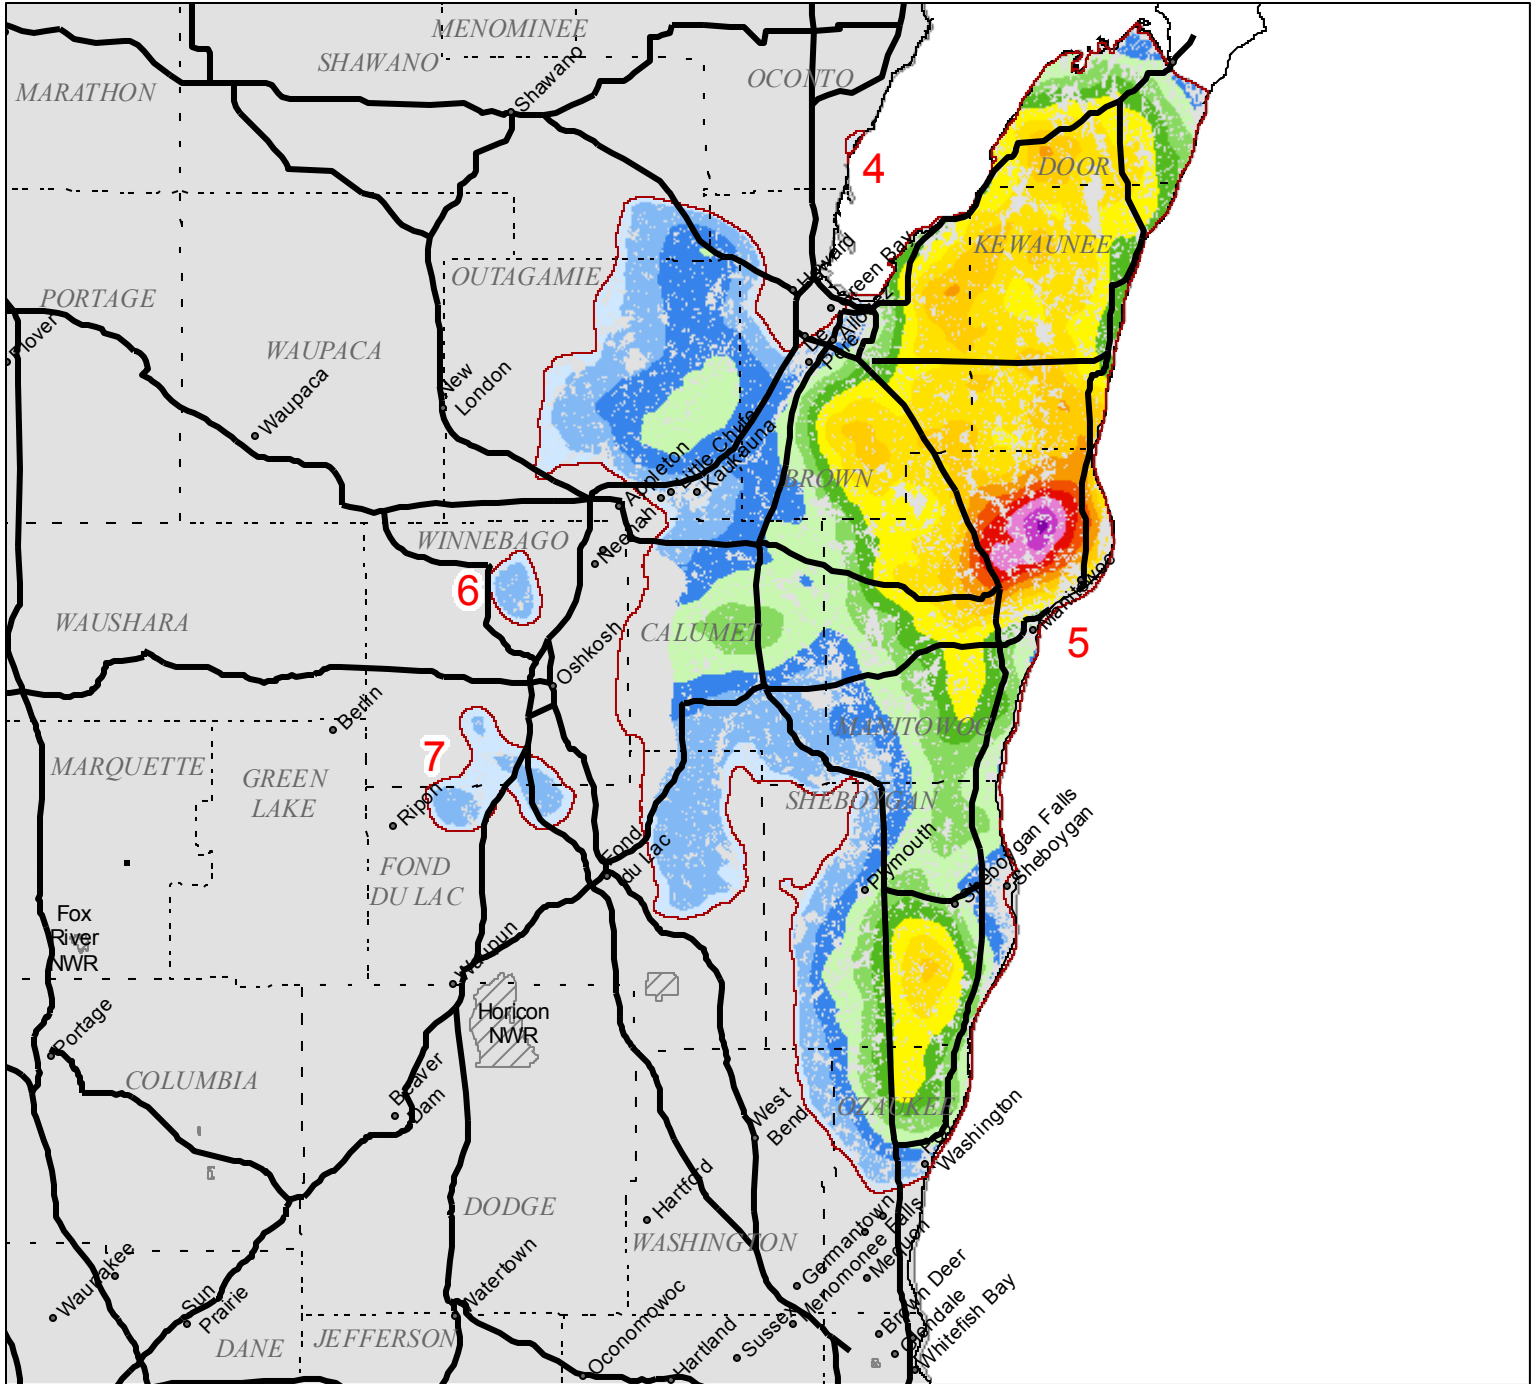 MENOMINEE
SHAWANO
Shawano
OCONTO
MARATHON
4
DOOR
KEWAUNEE
Howard
Green Bay
Allouez
De
Pere
OUTAGAMIE
PORTAGE
Plover
WAUPACA
Waupaca
New
London
Appleton
Little Chute
Kaukauna
BROWN
Neenah
WINNEBAGO
6
Manitowoc
5
WAUSHARA
CALUMET
Oshkosh
Berlin
MANITOWOC
7
MARQUETTE
GREEN
LAKE
Ripon
SHEBOYGAN
Plymouth
Sheboygan Falls
Sheboygan
Fond
du Lac
FOND
DU LAC
Fox
River
NWR
Waupun
Horicon
NWR
Portage
COLUMBIA
Beaver
Dam
West
Bend
OZAUKEE
Port
Washington
Hartford
DODGE
WASHINGTON
Germantown
Menomonee Falls
Mequon
Waunakee
Sun
Prairie
Watertown
Brown Deer
Glendale
Whitefish Bay
DANE
JEFFERSON
Oconomowoc
Hartland
Sussex